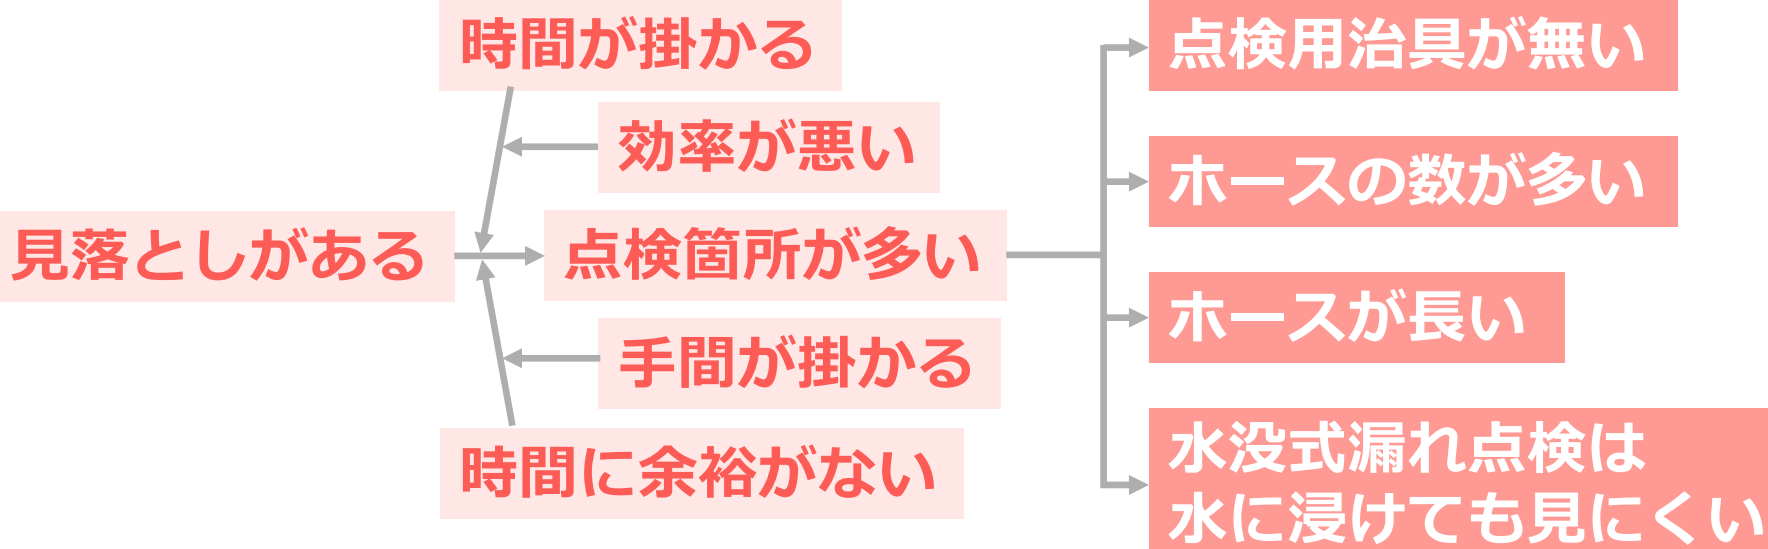 見落としがある
時間が掛かる
効率が悪い
点検箇所が多い
手間が掛かる
時間に余裕がない
点検用治具が無い
ホースの数が多い
ホースが長い
水没式漏れ点検は
水に浸けても見にくい